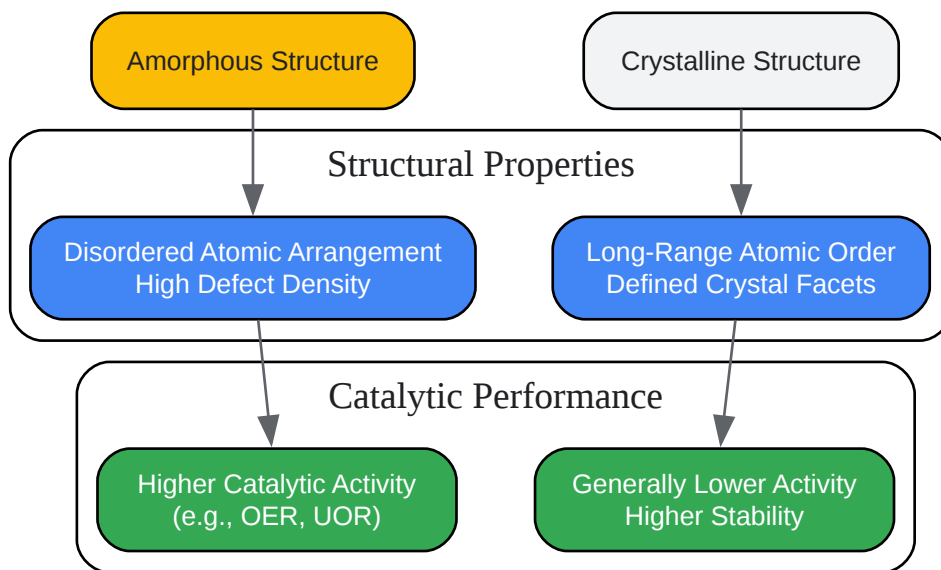 Amorphous Structure
Crystalline Structure
Structural Properties
Disordered Atomic Arrangement
High Defect Density
Long-Range Atomic Order
Defined Crystal Facets
Catalytic Performance
Higher Catalytic Activity
(e.g., OER, UOR)
Generally Lower Activity
Higher Stability